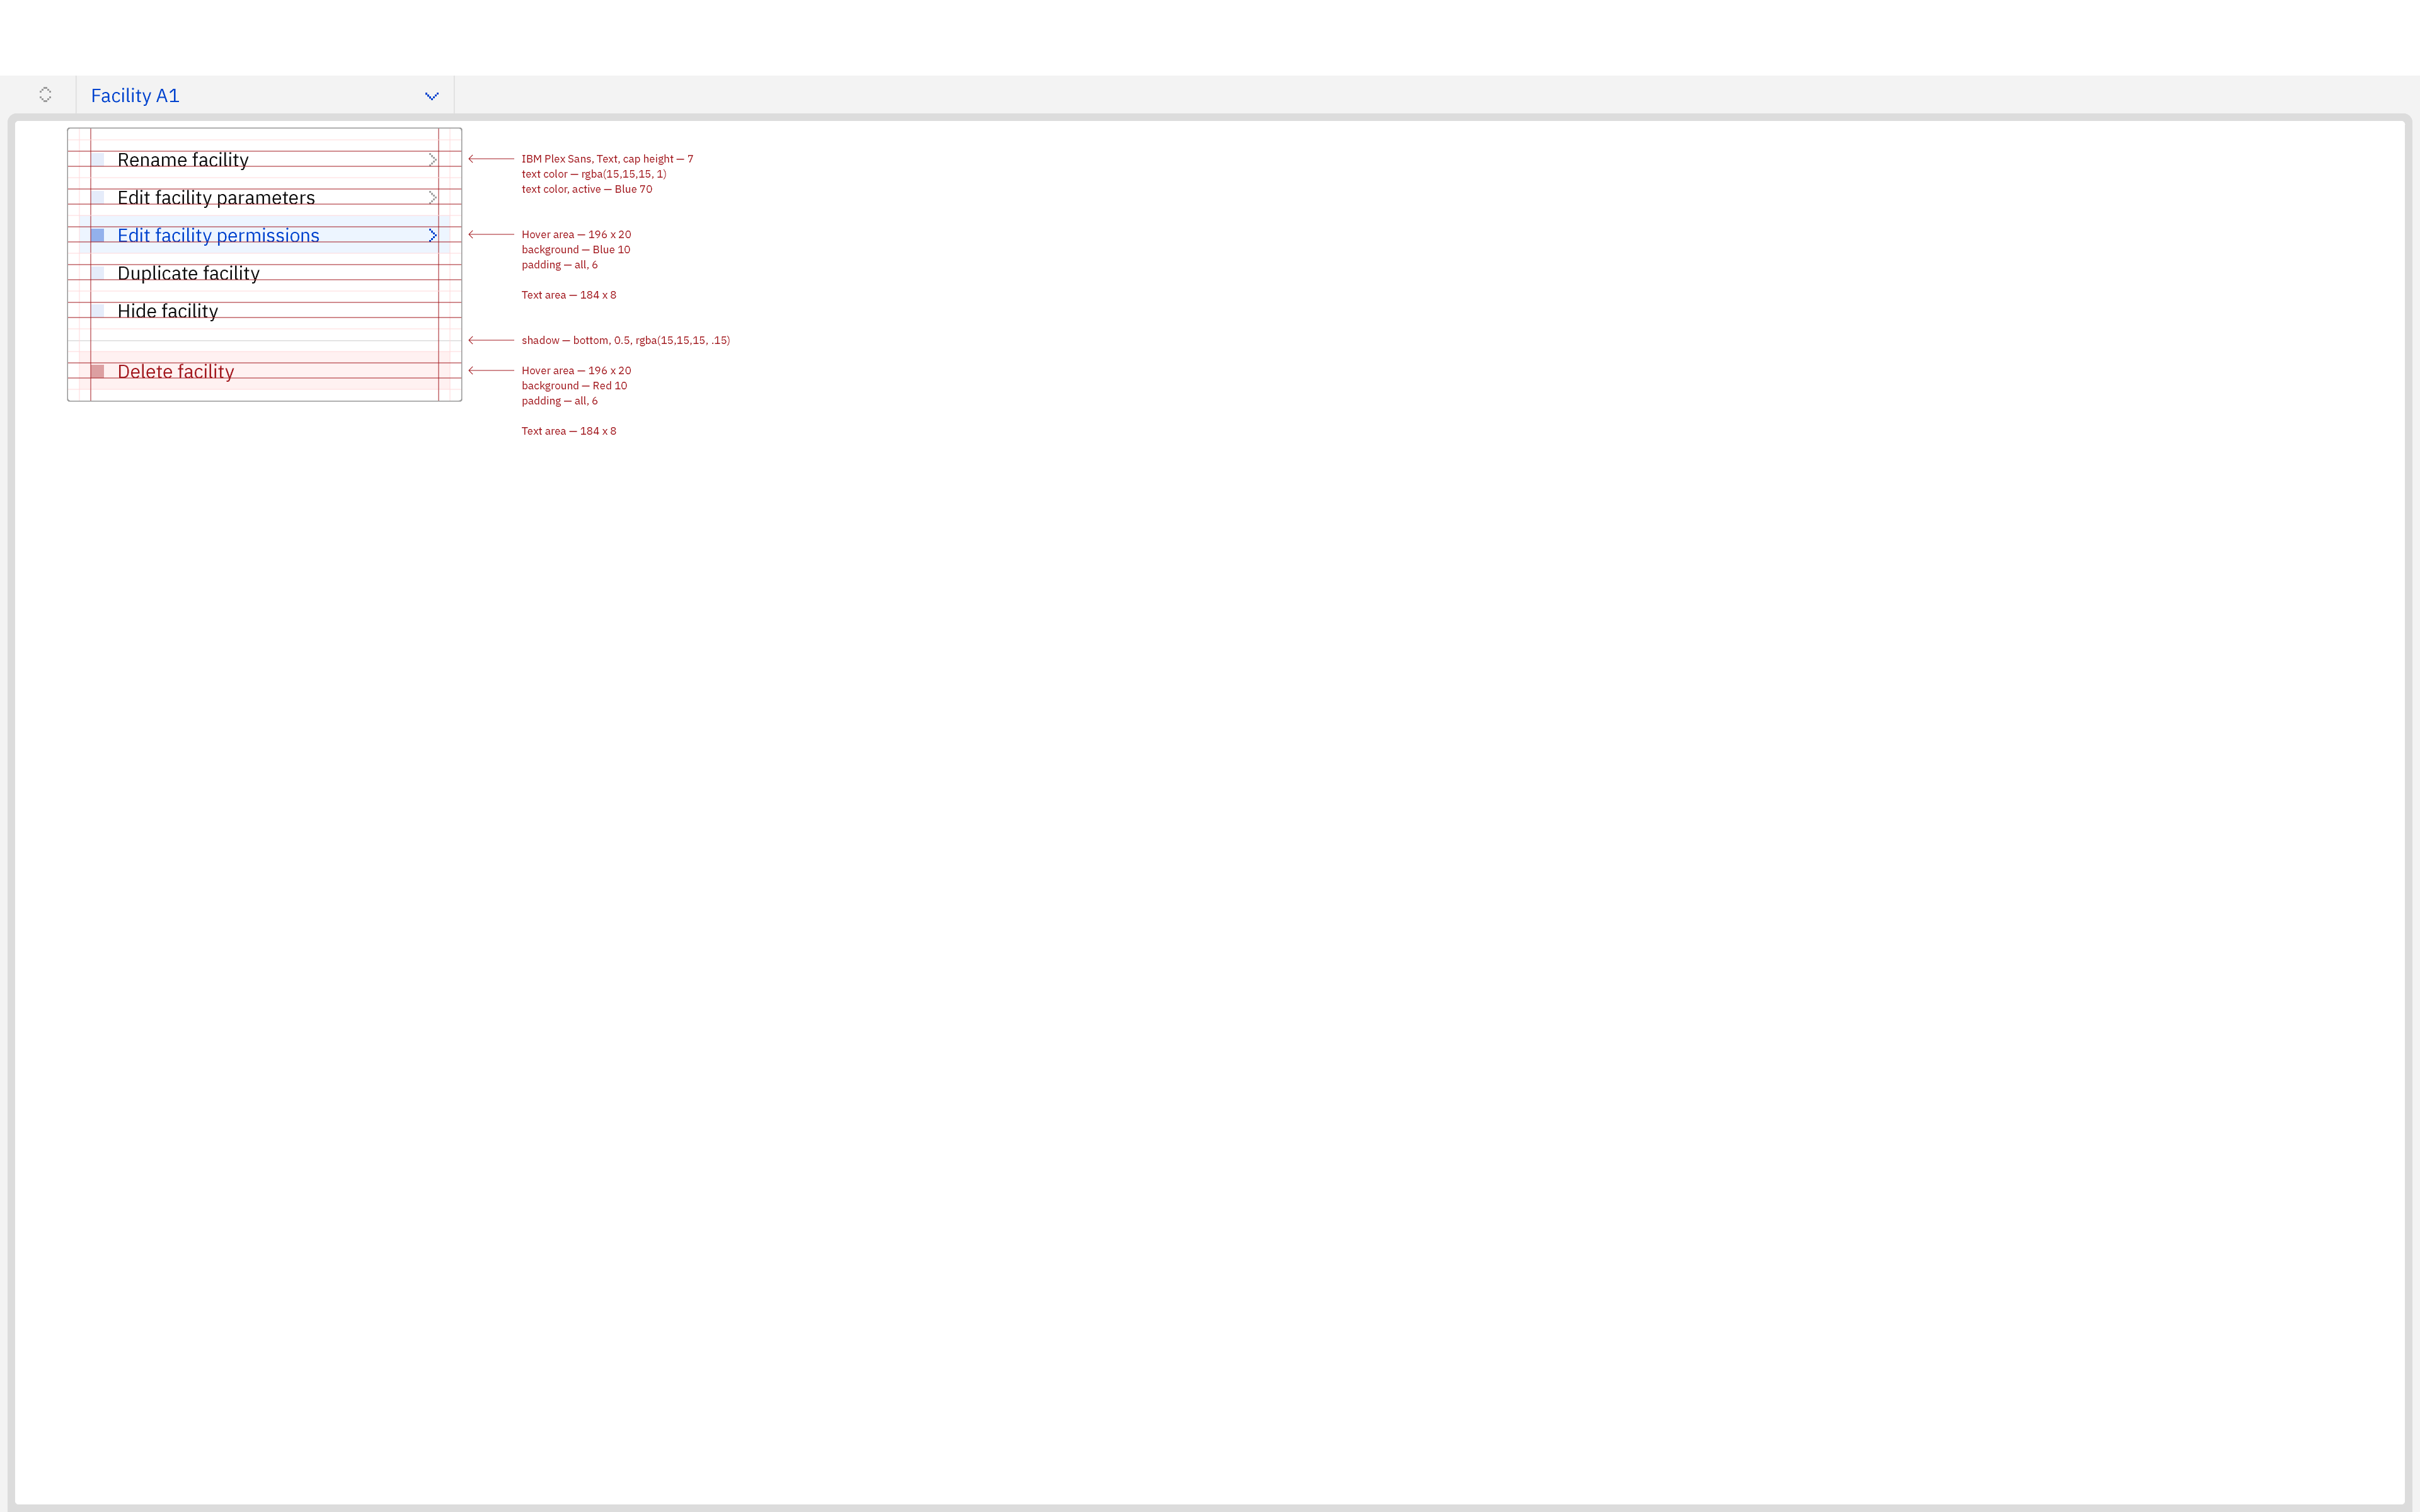 Facility A1
Rename facility
Edit facility parameters
Edit facility permissions
Duplicate facility
Hide facility
Delete facility
IBM Plex Sans, Text, cap height — 7
text color — rgba(15,15,15, 1)
text color, active — Blue 70
Hover area — 196 x 20
background — Blue 10
padding — all, 6
Text area — 184 x 8
shadow — bottom, 0.5, rgba(15,15,15, .15)
Hover area — 196 x 20
background — Red 10
padding — all, 6
Text area — 184 x 8